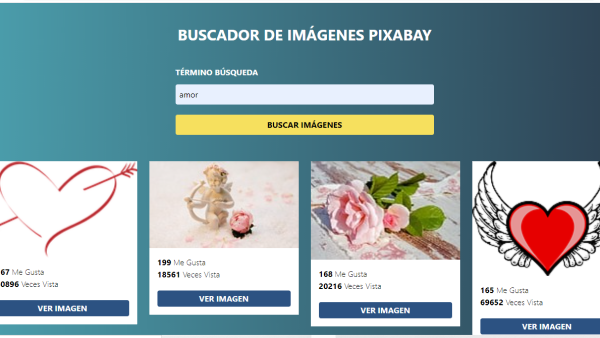 BUSCADOR DE IMÁGENES PIXABAY
TÉRMINO BÚSQUEDA
amor
BUSCAR IMÁGENES
67 Me Gusta
0896 Veces Vista
VER IMAGEN
199 Me Gusta
18561 Veces Vista
VER IMAGEN
168 Me Gusta
20216 Veces Vista
VER IMAGEN
165 Me Gusta
69652 Veces Vista
VER IMAGEN